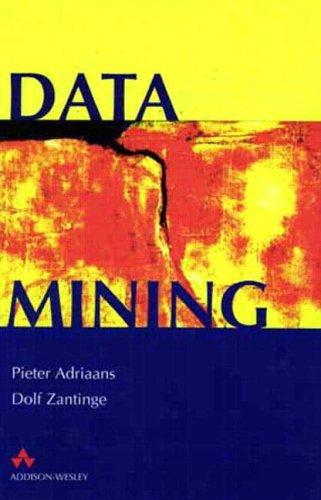 DATA
MINING
Pieter Adriaans
Dolf Zantinge
ADDISON-WESLEY